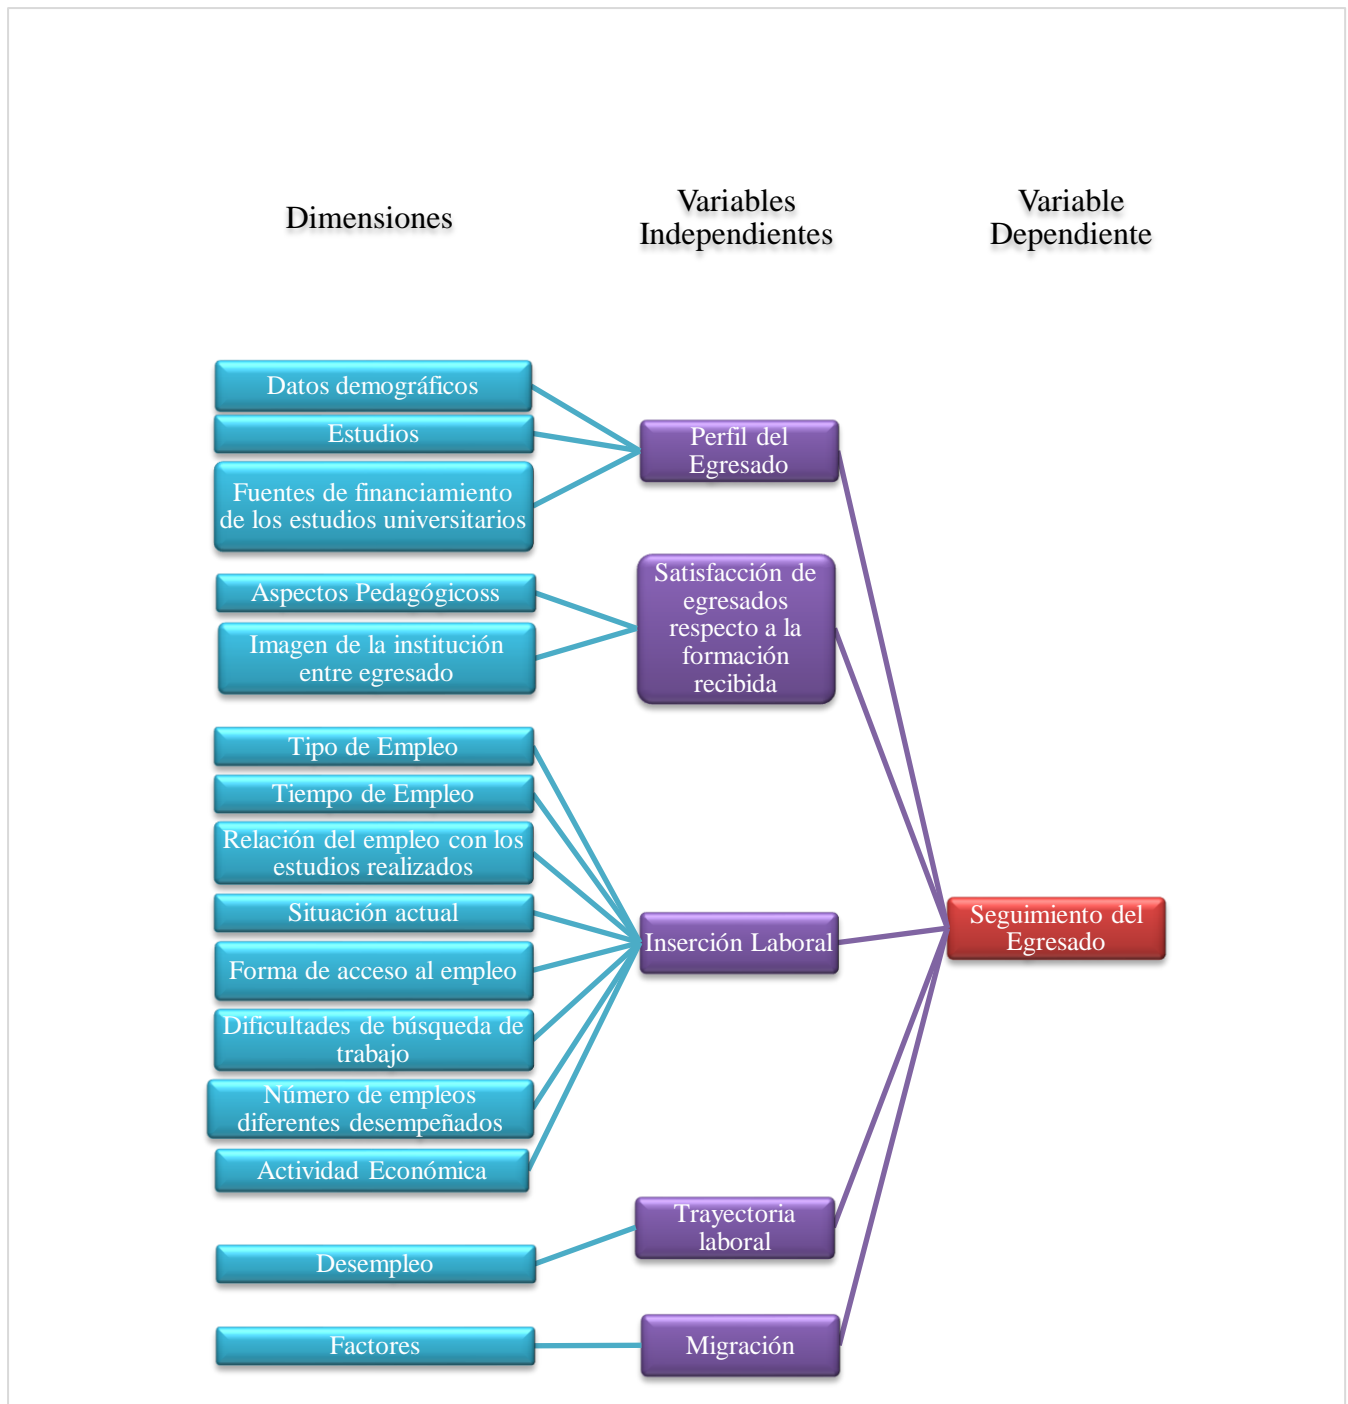 Dimensiones
Variables
Independientes
Variable
Dependiente
Datos demográficos
Estudios
Fuentes de financiamiento
de los estudios universitarios
Perfil del
Egresado
Aspectos Pedagógicoss
Imagen de la institución
entre egresado
Satisfacción de
egresados
respecto a la
formación
recibida
Tipo de Empleo
Tiempo de Empleo
Relación del empleo con los
estudios realizados
Situación actual
Forma de acceso al empleo
Dificultades de búsqueda de
trabajo
Número de empleos
diferentes desempeñados
Actividad Económica
Inserción Laboral
Seguimiento del
Egresado
Desempleo
Trayectoria
laboral
Factores
Migración